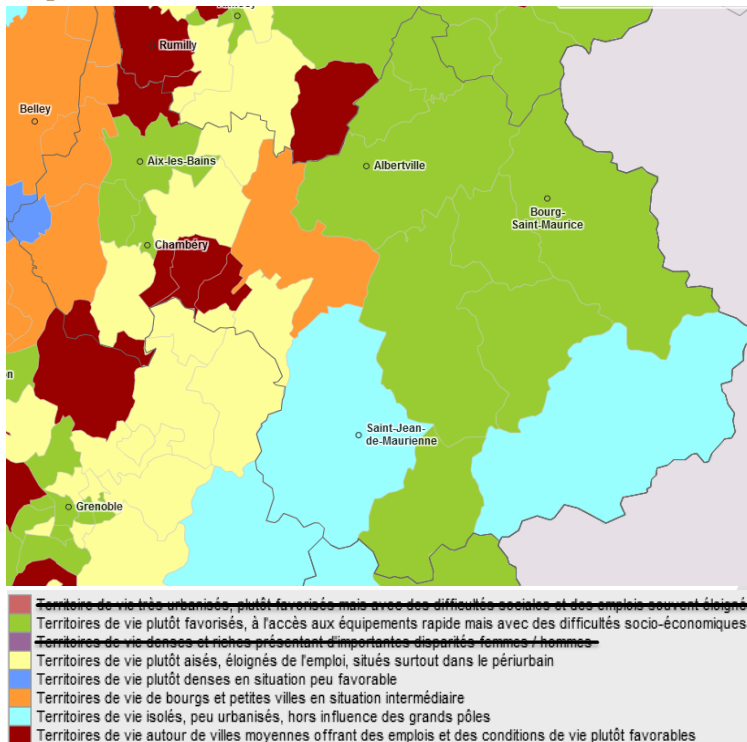 Rumilly
Belley
Aix-les-Bains
Albertville
Bourg-
Saint-Maurice
Chambéry
Saint-Jean-
de-Maurienne
Grenoble
Territoire de vie très urbanisés, plutôt favorisés mais avec des difficultés sociales et des emplois souvent éloigné
Territoires de vie plutôt favorisés, à l'accès aux équipements rapide mais avec des difficultés socio-économiques
Territoires de vie denses et riches présentant d'importantes disparités femmes / hommes
Territoires de vie plutôt aisés, éloignés de l'emploi, situés surtout dans le périurbain
Territoires de vie plutôt denses en situation peu favorable
Territoires de vie de bourgs et petites villes en situation intermédiaire
Territoires de vie isolés, peu urbanisés, hors influence des grands pôles
Territoires de vie autour de villes moyennes offrant des emplois et des conditions de vie plutôt favorables